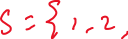 S = { 1, 2,